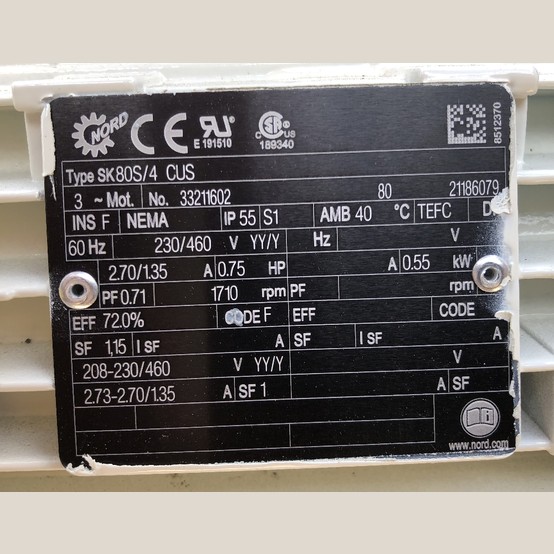 NORD CE UR E 191510 CSA C US 189340 8512370
Type SK80S/4 CUS
3 ~ Mot. No. 33211602 80 21186079
INS F NEMA IP 55 S1 AMB 40 °C TEFC
60 Hz 230/460 V YY/Y Hz V
2.70/1.35 A 0.75 HP A 0.55 kW
PF 0.71 1710 rpm PF rpm
EFF 72.0% CODE F EFF CODE
SF 1,15 I SF A SF I SF A
208-230/460 V YY/Y V
2.73-2.70/1.35 A SF 1 A SF
www.nord.com